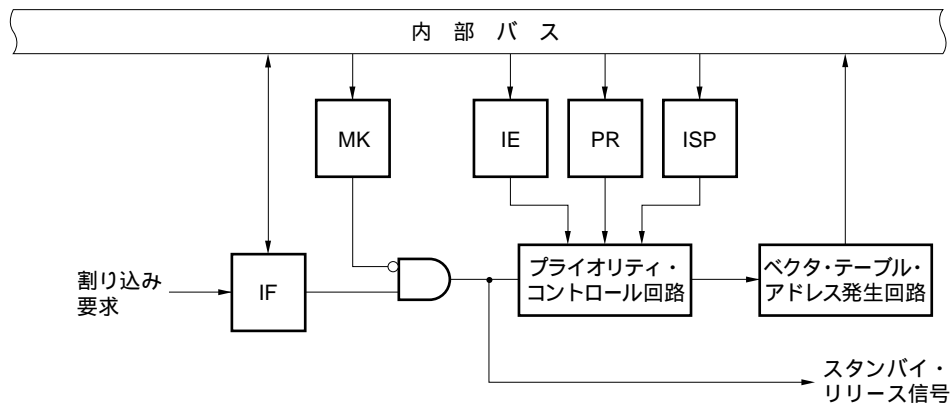 内部バス
MK
IE
PR
ISP
割り込み
要求
IF
プライオリティ・
コントロール回路
ベクタ・テーブル・
アドレス発生回路
スタンバイ・
リリース信号